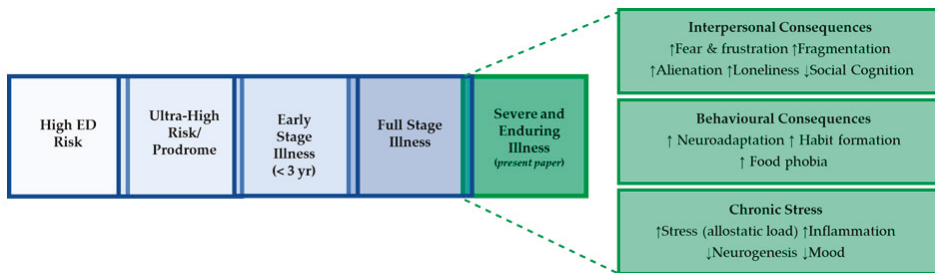 High ED
Risk
Ultra-High
Risk/
Prodrome
Early
Stage
Illness
(< 3 yr)
Full Stage
Illness
Severe and
Enduring
Illness
(present paper)
Interpersonal Consequences
↑Fear & frustration ↑Fragmentation
↑Alienation ↑Loneliness ↓Social Cognition
Behavioural Consequences
↑ Neuroadaptation ↑ Habit formation
↑ Food phobia
Chronic Stress
↑Stress (allostatic load) ↑Inflammation
↓Neurogenesis ↓Mood